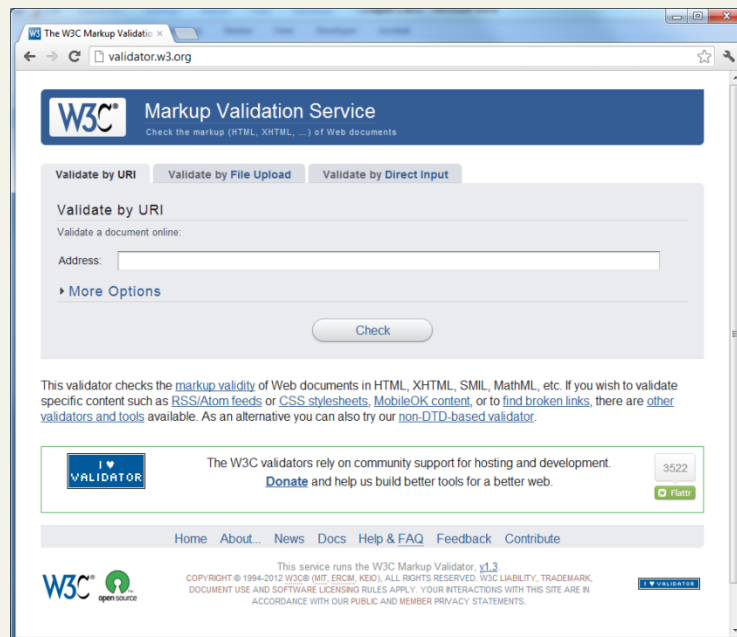 The W3C Markup Validatio
validator.w3.org
W3C® Markup Validation Service
Check the markup (HTML, XHTML, ...) of Web documents
Validate by URI Validate by File Upload Validate by Direct Input
Validate by URI
Validate a document online:
Address:
More Options
Check
This validator checks the markup validity of Web documents in HTML, XHTML, SMIL, MathML, etc. If you wish to validate
specific content such as RSS/Atom feeds or CSS stylesheets, MobileOK content, or to find broken links, there are other
validators and tools available. As an alternative you can also try our non-DTD-based validator.
I ♥
VALIDATOR
The W3C validators rely on community support for hosting and development.
Donate and help us build better tools for a better web.
3522
Flattr
Home About... News Docs Help & FAQ Feedback Contribute
W3C® open source
This service runs the W3C Markup Validator, v1.3.
COPYRIGHT © 1994-2012 W3C® (MIT, ERCIM, KEIO), ALL RIGHTS RESERVED. W3C LIABILITY, TRADEMARK,
DOCUMENT USE AND SOFTWARE LICENSING RULES APPLY. YOUR INTERACTIONS WITH THIS SITE ARE IN
ACCORDANCE WITH OUR PUBLIC AND MEMBER PRIVACY STATEMENTS.
I ♥ VALIDATOR